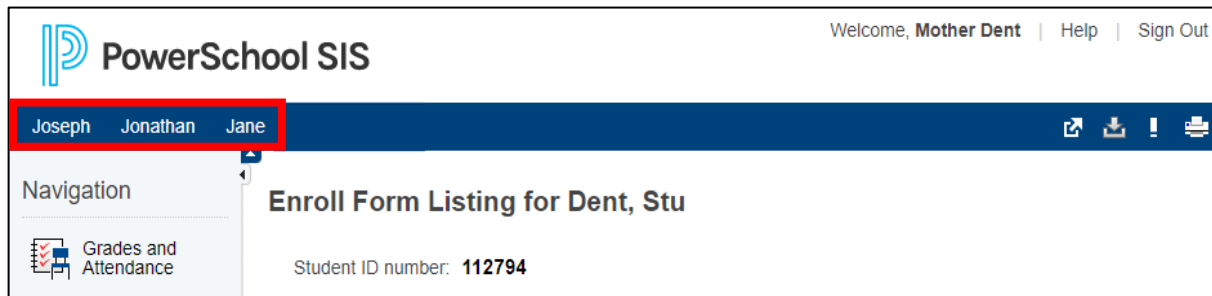 Welcome, Mother Dent | Help | Sign Out
PowerSchool SIS
Joseph Jonathan Jane
Navigation
Enroll Form Listing for Dent, Stu
Grades and
Attendance
Student ID number: 112794